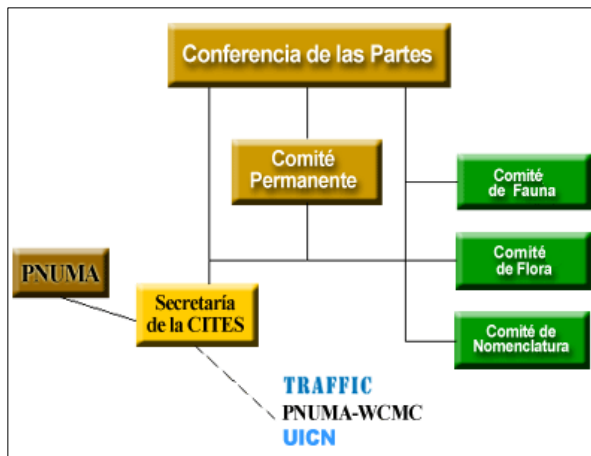 Conferencia de las Partes
Comité
Permanente
Comité
de Fauna
Comité
de Flora
PNUMA
Secretaría
de la CITES
Comité de
Nomenclatura
TRAFFIC
PNUMA-WCMC
UICN